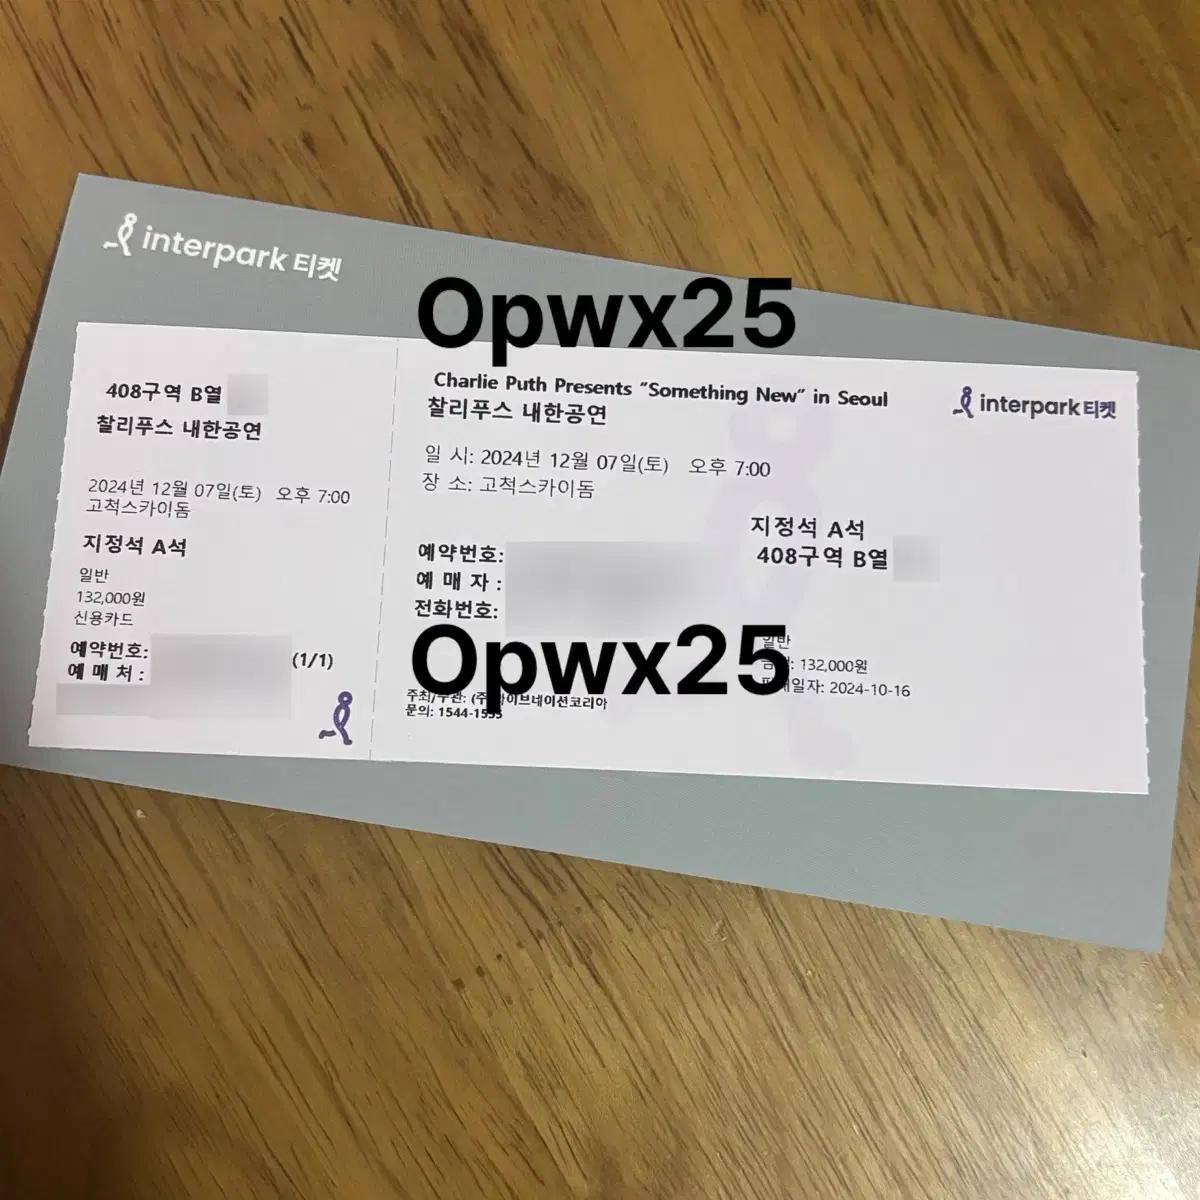 interpark 티켓
Opwx25
408구역 B열
찰리푸스 내한공연
2024년 12월 07일(토) 오후 7:00
고척스카이돔
지정석 A석
일반
132,000원
신용카드
예약번호:
(1/1)
예 매 처 :
Charlie Puth Presents “Something New” in Seoul
찰리푸스 내한공연
interpark 티켓
일 시: 2024년 12월 07일(토) 오후 7:00
장 소: 고척스카이돔
지정석 A석
408구역 B열
예약번호:
예 매 자 :
전화번호:
Opwx25
일반
132,000원
2024-10-16
문의: 1544-1555